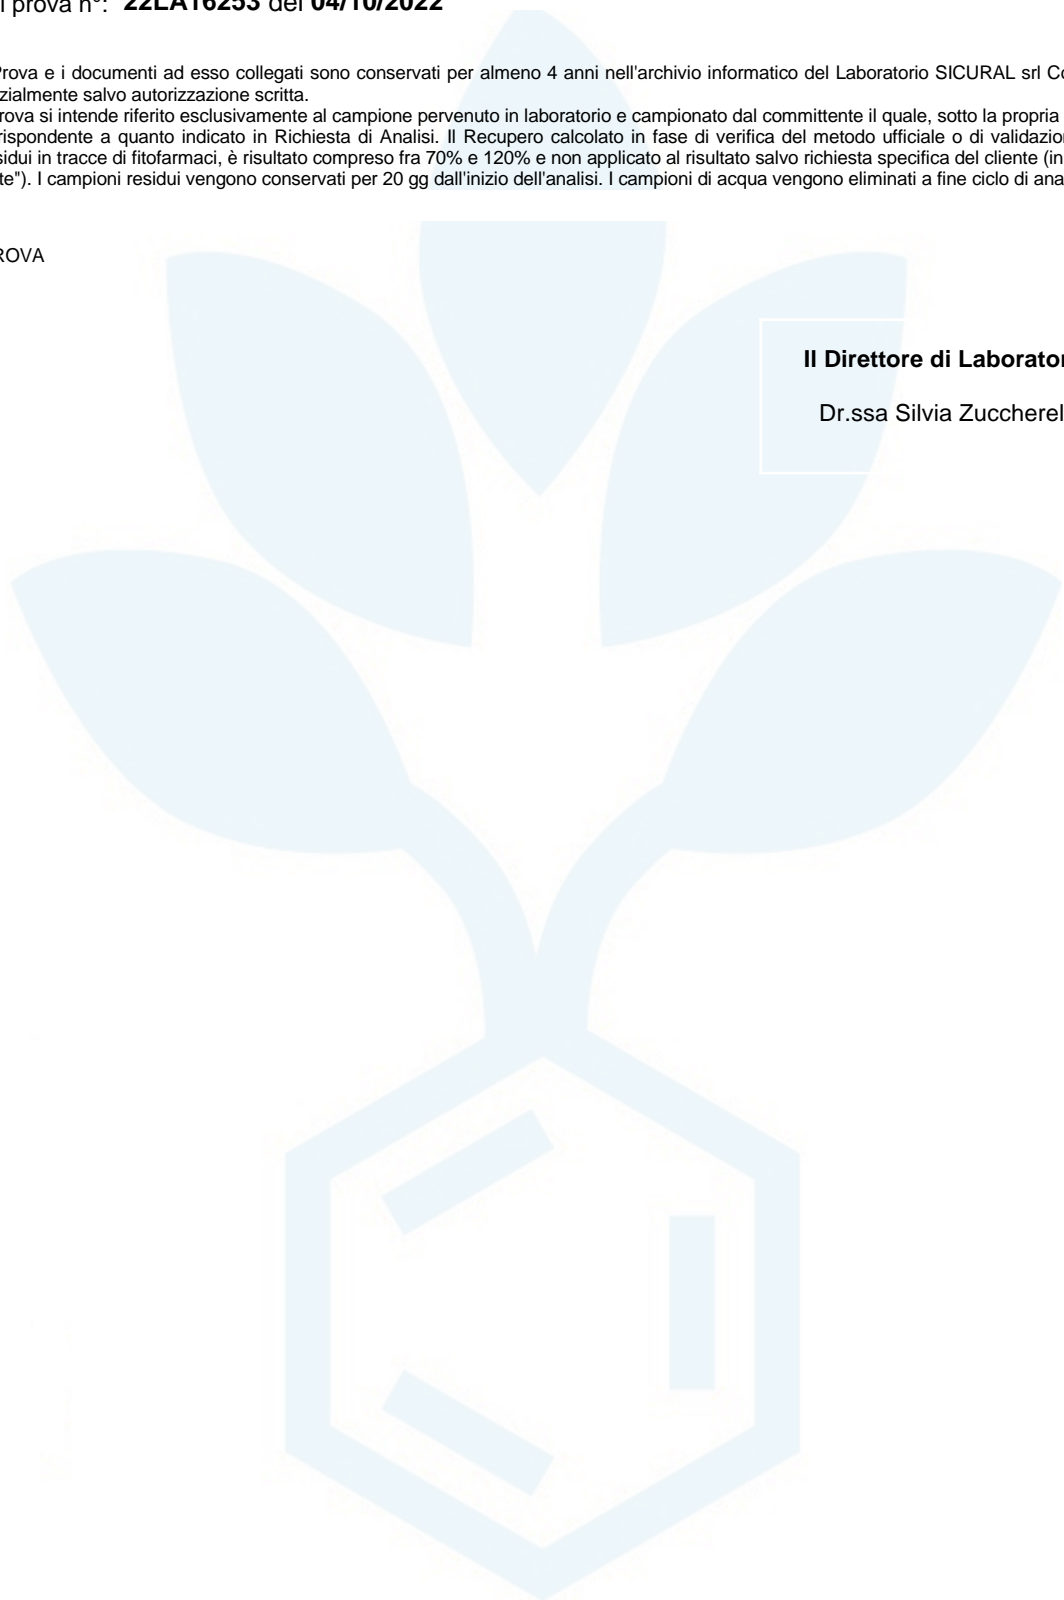 i prova n°: 22LA16253 del 04/10/2022
Prova e i documenti ad esso collegati sono conservati per almeno 4 anni nell'archivio informatico del Laboratorio SICURAL srl Co
zialmente salvo autorizzazione scritta.
rova si intende riferito esclusivamente al campione pervenuto in laboratorio e campionato dal committente il quale, sotto la propria
rispondente a quanto indicato in Richiesta di Analisi. Il Recupero calcolato in fase di verifica del metodo ufficiale o di validazion
sidui in tracce di fitofarmaci, è risultato compreso fra 70% e 120% e non applicato al risultato salvo richiesta specifica del cliente (in
te"). I campioni residui vengono conservati per 20 gg dall'inizio dell'analisi. I campioni di acqua vengono eliminati a fine ciclo di ana
ROVA
Il Direttore di Laborator
Dr.ssa Silvia Zuccherel